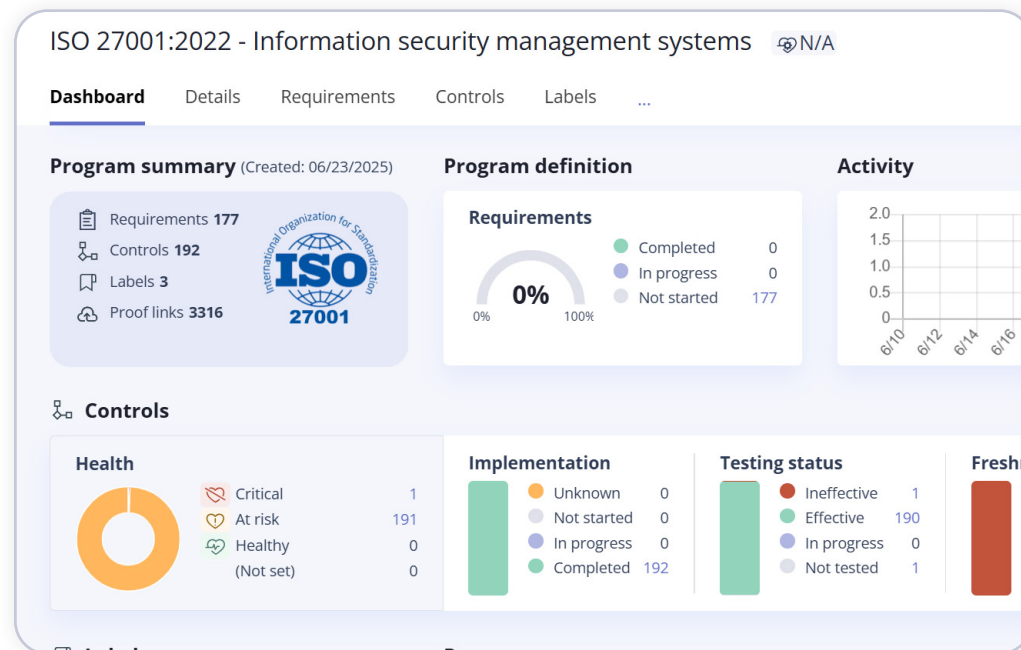 ISO 27001:2022 - Information security management systems N/A
Dashboard Details Requirements Controls Labels ...
Program summary (Created: 06/23/2025)
Requirements 177
Controls 192
Labels 3
Proof links 3316
International Organization for Standardization
ISO
27001
Program definition
Requirements
0%
0% 100%
Completed 0
In progress 0
Not started 177
Activity
2.0
1.5
1.0
0.5
0
6/10 6/12 6/14 6/16
Controls
Health
Critical 1
At risk 191
Healthy 0
(Not set) 0
Implementation
Unknown 0
Not started 0
In progress 0
Completed 192
Testing status
Ineffective 1
Effective 190
In progress 0
Not tested 1